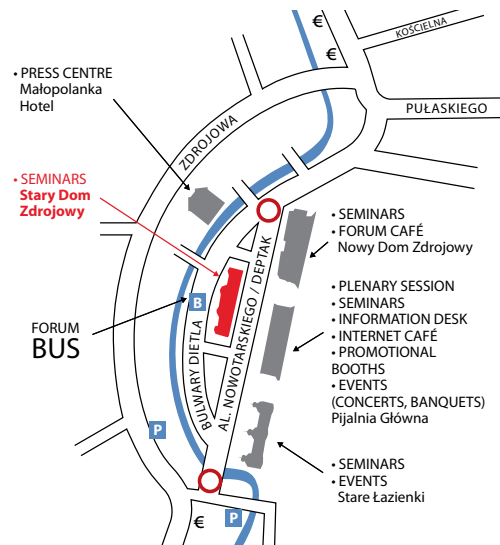 €
€
KOŚCIELNA
PUŁASKIEGO
ZDROJOWA
• PRESS CENTRE
Małopolanka
Hotel
• SEMINARS
Stary Dom
Zdrojowy
• SEMINARS
• FORUM CAFÉ
Nowy Dom Zdrojowy
• PLENARY SESSION
• SEMINARS
• INFORMATION DESK
• INTERNET CAFÉ
• PROMOTIONAL
BOOTHS
• EVENTS
(CONCERTS, BANQUETS)
Pijalnia Główna
B
FORUM
BUS
BULWARY DIETLA
AL. NOWOTARSKIEGO / DEPTAK
P
• SEMINARS
• EVENTS
Stare Łazienki
€
P